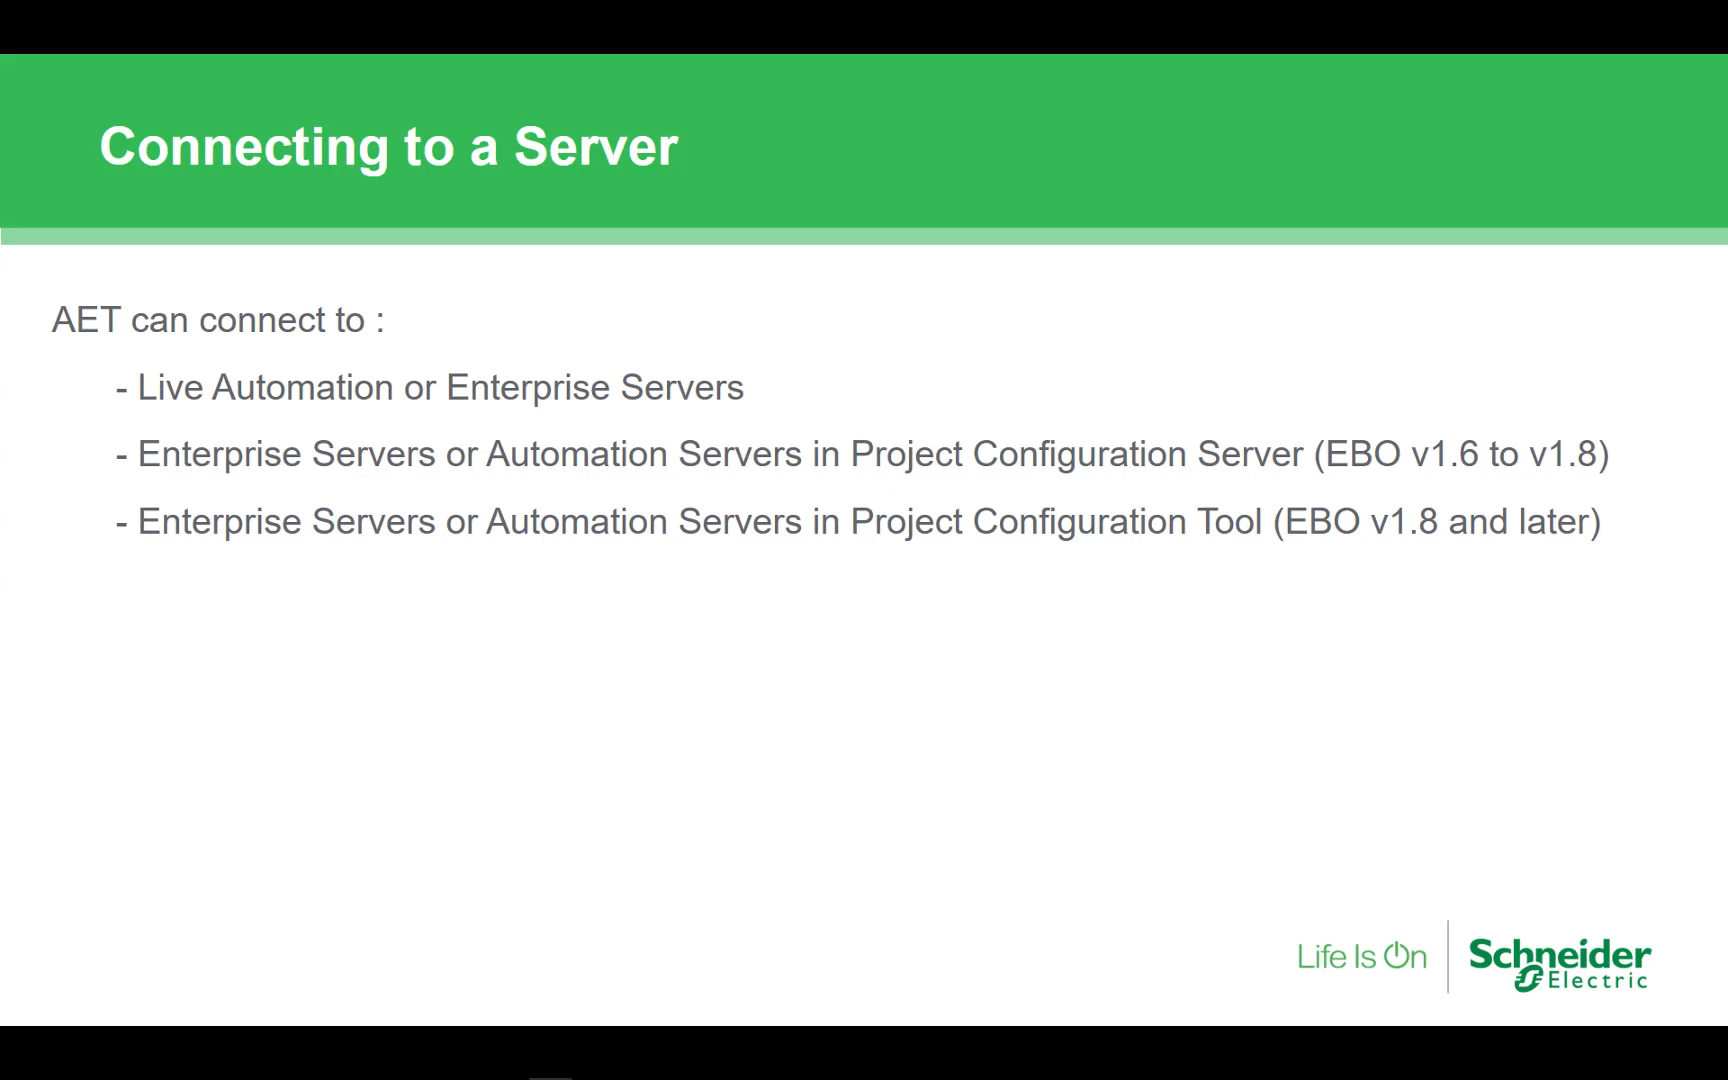 Connecting to a Server
AET can connect to :
- Live Automation or Enterprise Servers
- Enterprise Servers or Automation Servers in Project Configuration Server (EBO v1.6 to v1.8)
- Enterprise Servers or Automation Servers in Project Configuration Tool (EBO v1.8 and later)
Life Is On
Schneider
Electric